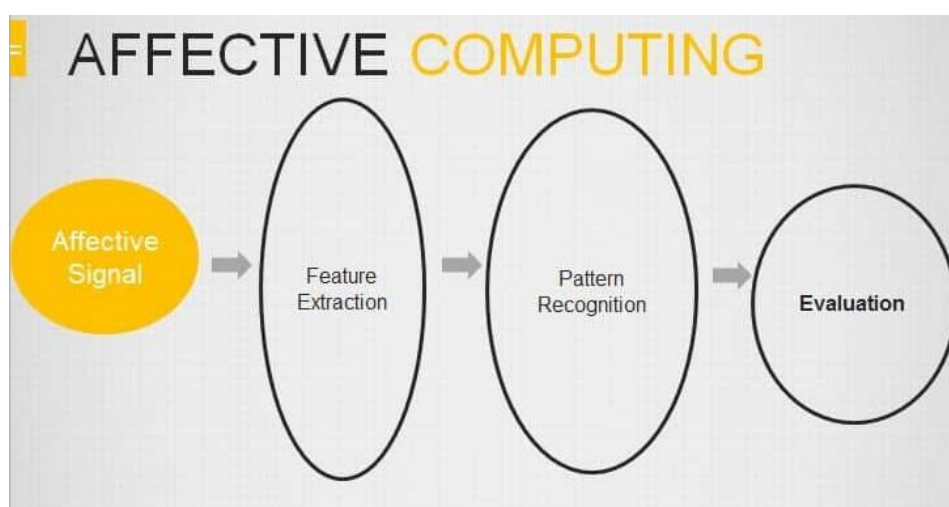 AFFECTIVE COMPUTING
Affective
Signal
Feature
Extraction
Pattern
Recognition
Evaluation